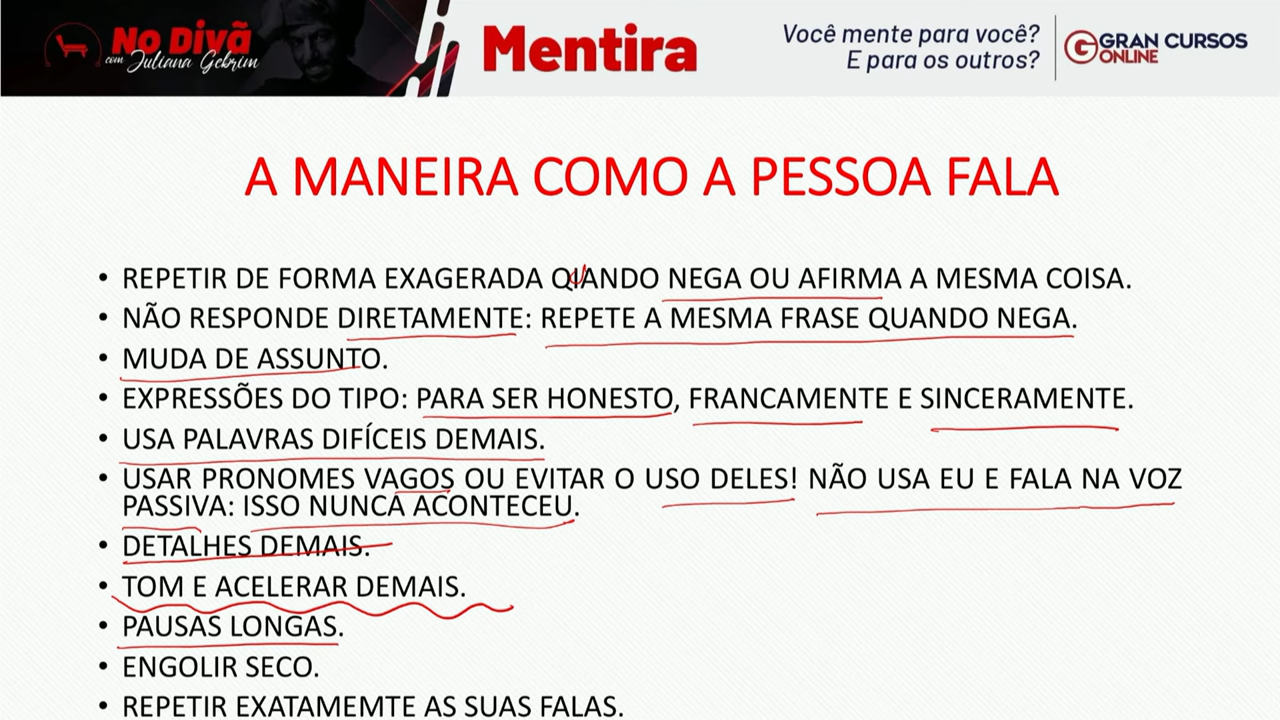 No Divã
com Juliana Gebrim
Mentira
Você mente para você?
E para os outros?
GRAN CURSOS
ONLINE
A MANEIRA COMO A PESSOA FALA
• REPETIR DE FORMA EXAGERADA QUANDO NEGA OU AFIRMA A MESMA COISA.
• NÃO RESPONDE DIRETAMENTE: REPETE A MESMA FRASE QUANDO NEGA.
• MUDA DE ASSUNTO.
• EXPRESSÕES DO TIPO: PARA SER HONESTO, FRANCAMENTE E SINCERAMENTE.
• USA PALAVRAS DIFÍCEIS DEMAIS.
• USAR PRONOMES VAGOS OU EVITAR O USO DELES! NÃO USA EU E FALA NA VOZ
PASSIVA: ISSO NUNCA ACONTECEU.
• DETALHES DEMAIS.
• TOM E ACELERAR DEMAIS.
• PAUSAS LONGAS.
• ENGOLIR SECO.
• REPETIR EXATAMEMTE AS SUAS FALAS.